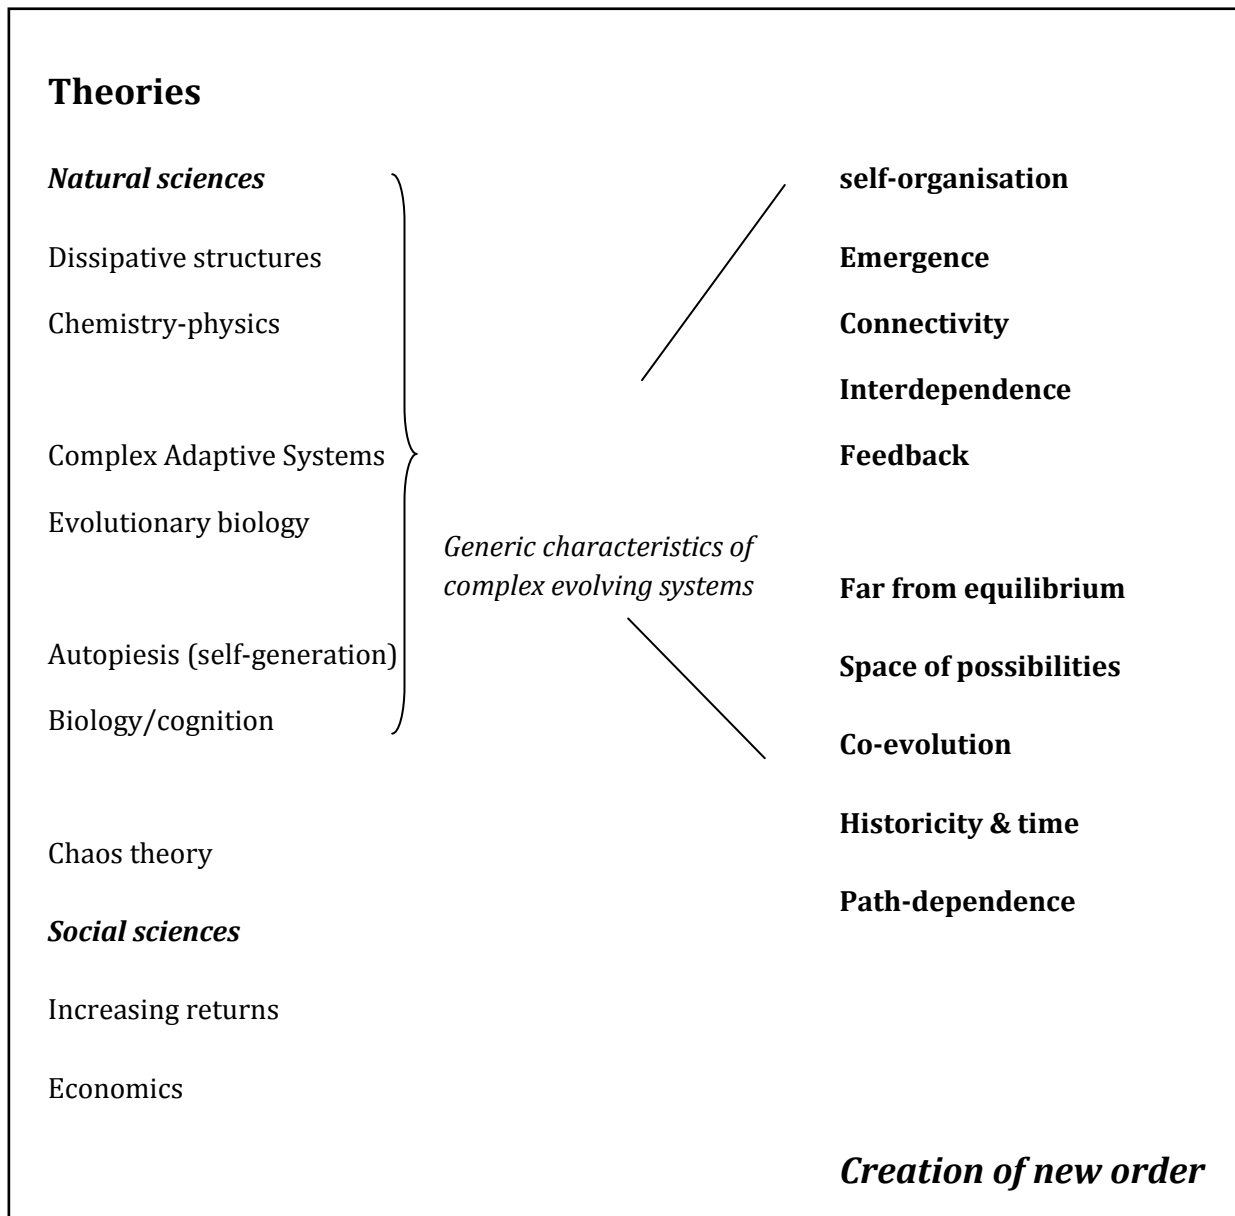 Theories
Natural sciences
Dissipative structures
Chemistry-physics
Complex Adaptive Systems
Evolutionary biology
Autopiesis (self-generation)
Biology/cognition
Chaos theory
Social sciences
Increasing returns
Economics
Generic characteristics of
complex evolving systems
self-organisation
Emergence
Connectivity
Interdependence
Feedback
Far from equilibrium
Space of possibilities
Co-evolution
Historicity & time
Path-dependence
Creation of new order